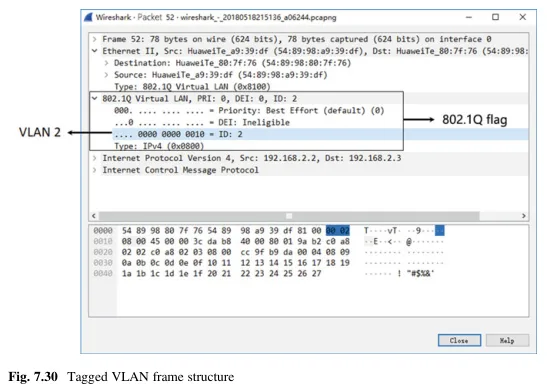 Wireshark · Packet 52 · wireshark_-_20180518215136_a06244.pcapng
Frame 52: 78 bytes on wire (624 bits), 78 bytes captured (624 bits) on interface 0
Ethernet II, Src: HuaweiTe_a9:39:df (54:89:98:a9:39:df), Dst: HuaweiTe_80:7f:76 (54:89:98:
Destination: HuaweiTe_80:7f:76 (54:89:98:80:7f:76)
Source: HuaweiTe_a9:39:df (54:89:98:a9:39:df)
Type: 802.1Q Virtual LAN (0x8100)
802.1Q Virtual LAN, PRI: 0, DEI: 0, ID: 2
000. .... .... .... = Priority: Best Effort (default) (0)
...0 .... .... .... = DEI: Ineligible
.... 0000 0000 0010 = ID: 2
Type: IPv4 (0x0800)
Internet Protocol Version 4, Src: 192.168.2.2, Dst: 192.168.2.3
Internet Control Message Protocol
VLAN 2
802.1Q flag
0000 54 89 98 80 7f 76 54 89 98 a9 39 df 81 00 00 02 T····vT· ··9·····
0010 08 00 45 00 00 3c da b8 40 00 80 01 9a b2 c0 a8 ··E··<·· @·······
0020 02 02 c0 a8 02 03 08 00 cc 9f b9 da 00 04 08 09 ········ ········
0030 0a 0b 0c 0d 0e 0f 10 11 12 13 14 15 16 17 18 19 ········ ········
0040 1a 1b 1c 1d 1e 1f 20 21 22 23 24 25 26 27 ······ ! "#$%&'
Close
Help
Fig. 7.30 Tagged VLAN frame structure